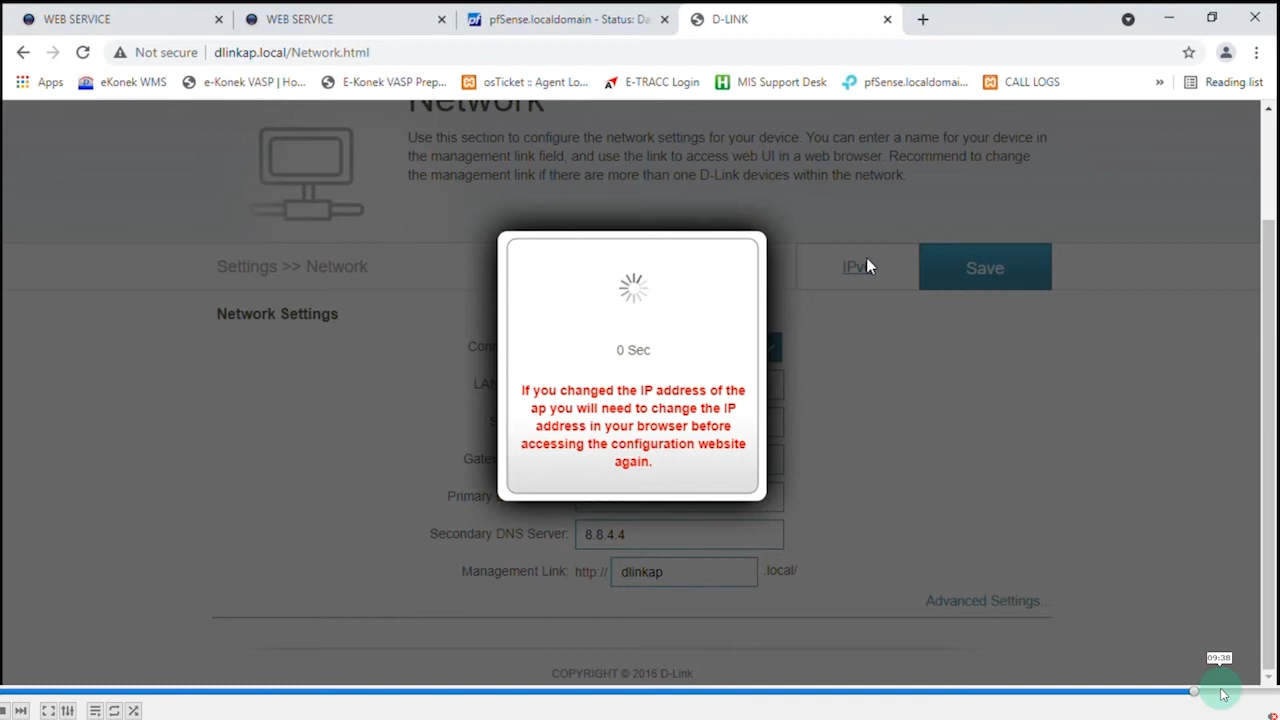 WEB SERVICE
WEB SERVICE
pfSense.localdomain - Status: Da
D-LINK
Not secure
dlinkap.local/Network.html
Apps
eKonek WMS
e-Konek VASP | Ho...
E-Konek VASP Prep...
osTicket :: Agent Lo...
E-TRACC Login
MIS Support Desk
pfSense.localdomai...
CALL LOGS
»
Reading list
Network
Use this section to configure the network settings for your device. You can enter a name for your device in
the management link field, and use the link to access web UI in a web browser. Recommend to change
the management link if there are more than one D-Link devices within the network.
Settings >> Network
Save
Network Settings
0 Sec
If you changed the IP address of the
ap you will need to change the IP
address in your browser before
accessing the configuration website
again.
LA
Primary
Secondary DNS Server:
8.8.4.4
Management Link:
http://
dlinkap
.local/
Advanced Settings...
COPYRIGHT © 2016 D-Link
09:38